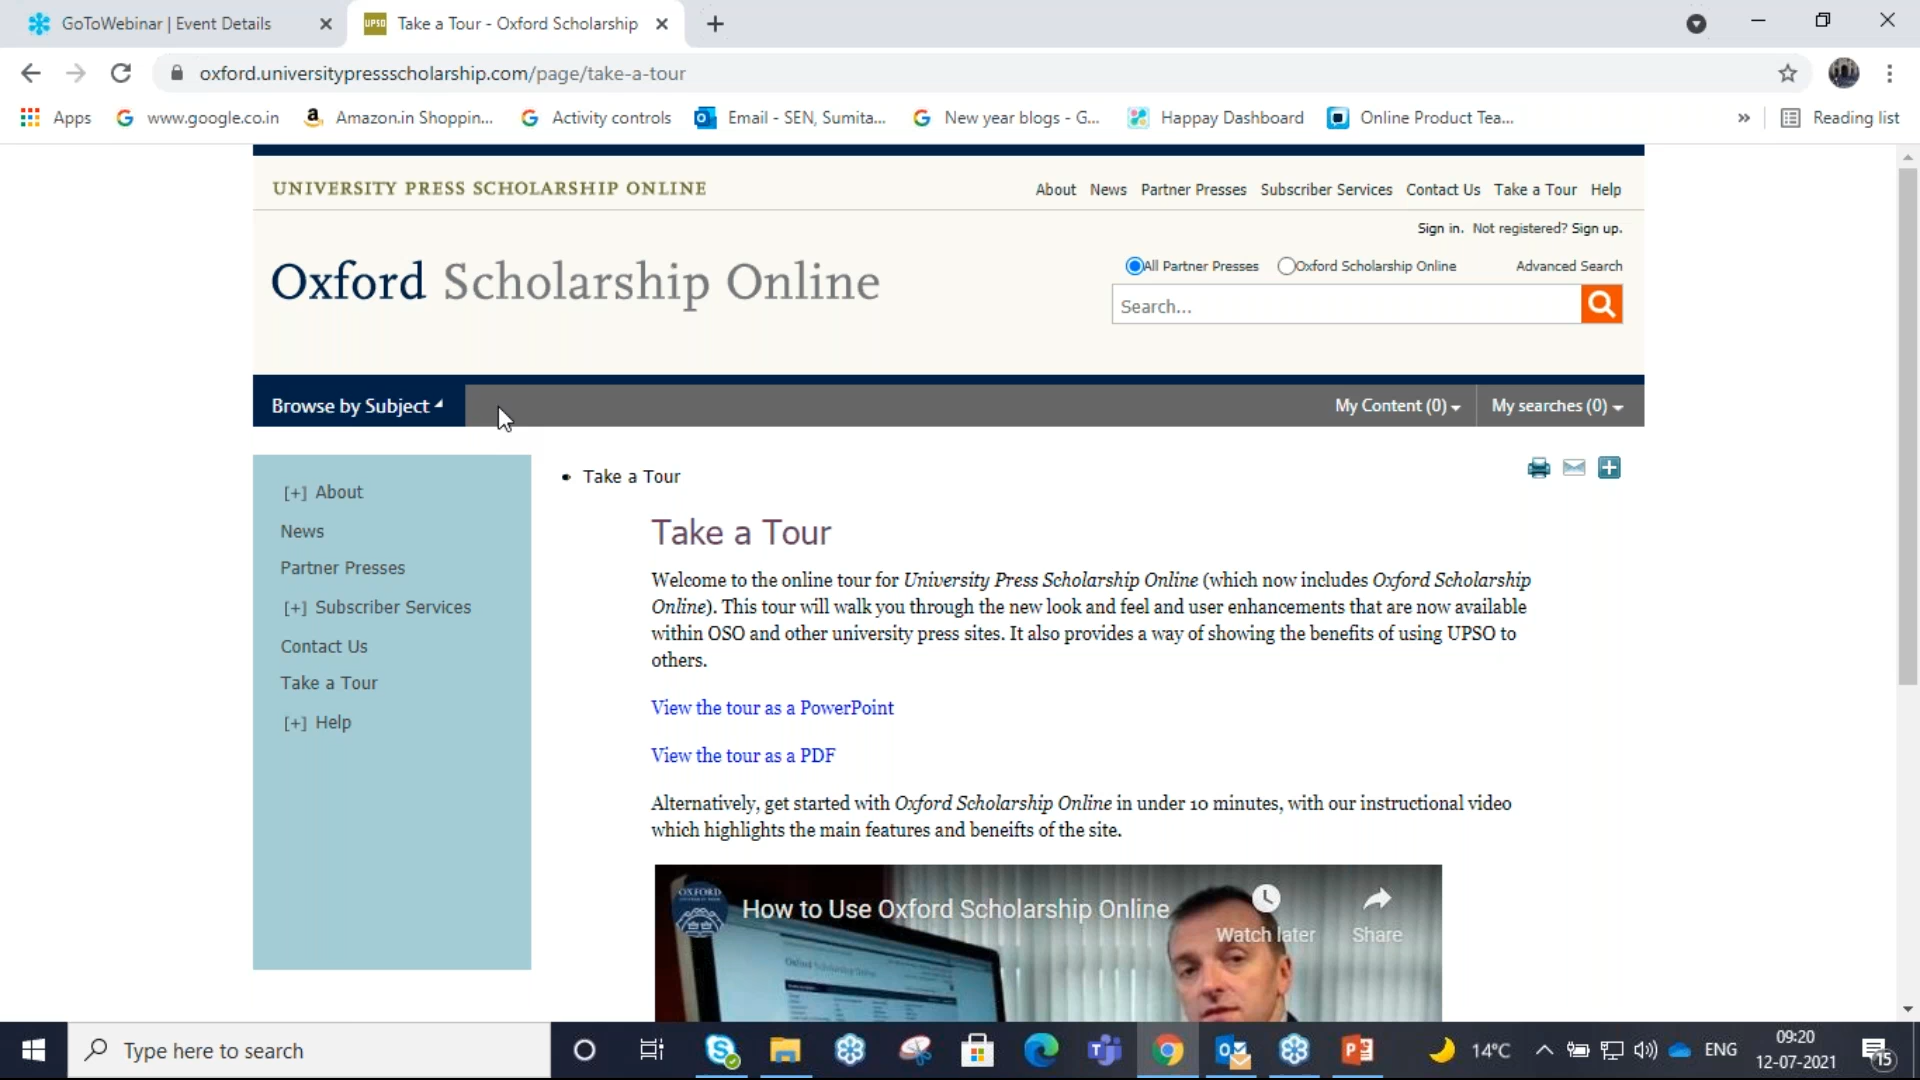 GoToWebinar | Event Details
UPSO Take a Tour - Oxford Scholarship
oxford.universitypressscholarship.com/page/take-a-tour
Apps www.google.co.in Amazon.in Shoppin... Activity controls Email - SEN, Sumita... New year blogs - G... Happay Dashboard Online Product Tea... » Reading list
UNIVERSITY PRESS SCHOLARSHIP ONLINE
About News Partner Presses Subscriber Services Contact Us Take a Tour Help
Sign in. Not registered? Sign up.
Oxford Scholarship Online
All Partner Presses Oxford Scholarship Online Advanced Search
Search...
Browse by Subject
My Content (0) My searches (0)
[+] About
News
Partner Presses
[+] Subscriber Services
Contact Us
Take a Tour
[+] Help
• Take a Tour
Take a Tour
Welcome to the online tour for University Press Scholarship Online (which now includes Oxford Scholarship
Online). This tour will walk you through the new look and feel and user enhancements that are now available
within OSO and other university press sites. It also provides a way of showing the benefits of using UPSO to
others.
View the tour as a PowerPoint
View the tour as a PDF
Alternatively, get started with Oxford Scholarship Online in under 10 minutes, with our instructional video
which highlights the main features and beneifts of the site.
OXFORD
How to Use Oxford Scholarship Online
Watch later Share
Oxford Scholarship Online
Type here to search
14°C ENG
09:20
12-07-2021
15